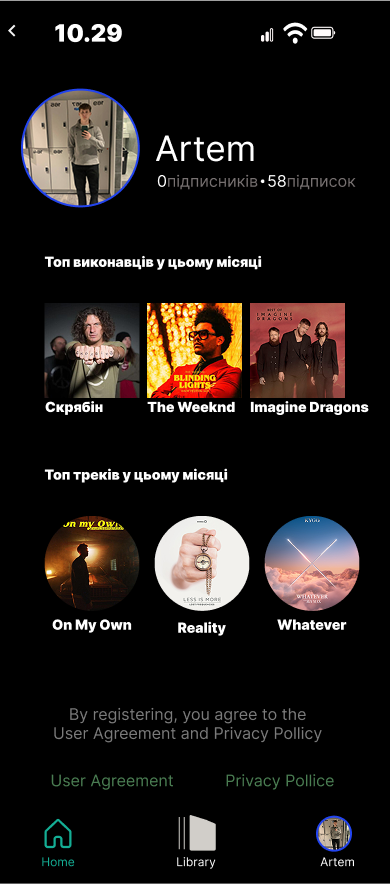 10.29
Artem
0підписників•58підписок
Топ виконавців у цьому місяці
BLINDING LIGHTS
BEST OF
IMAGINE DRAGONS
Скрябін
The Weeknd
Imagine Dragons
Топ треків у цьому місяці
On my Own
LESS IS MORE
WHATEVER
On My Own
Reality
Whatever
By registering, you agree to the
User Agreement and Privacy Pollicy
User Agreement
Privacy Pollice
Home
Library
Artem